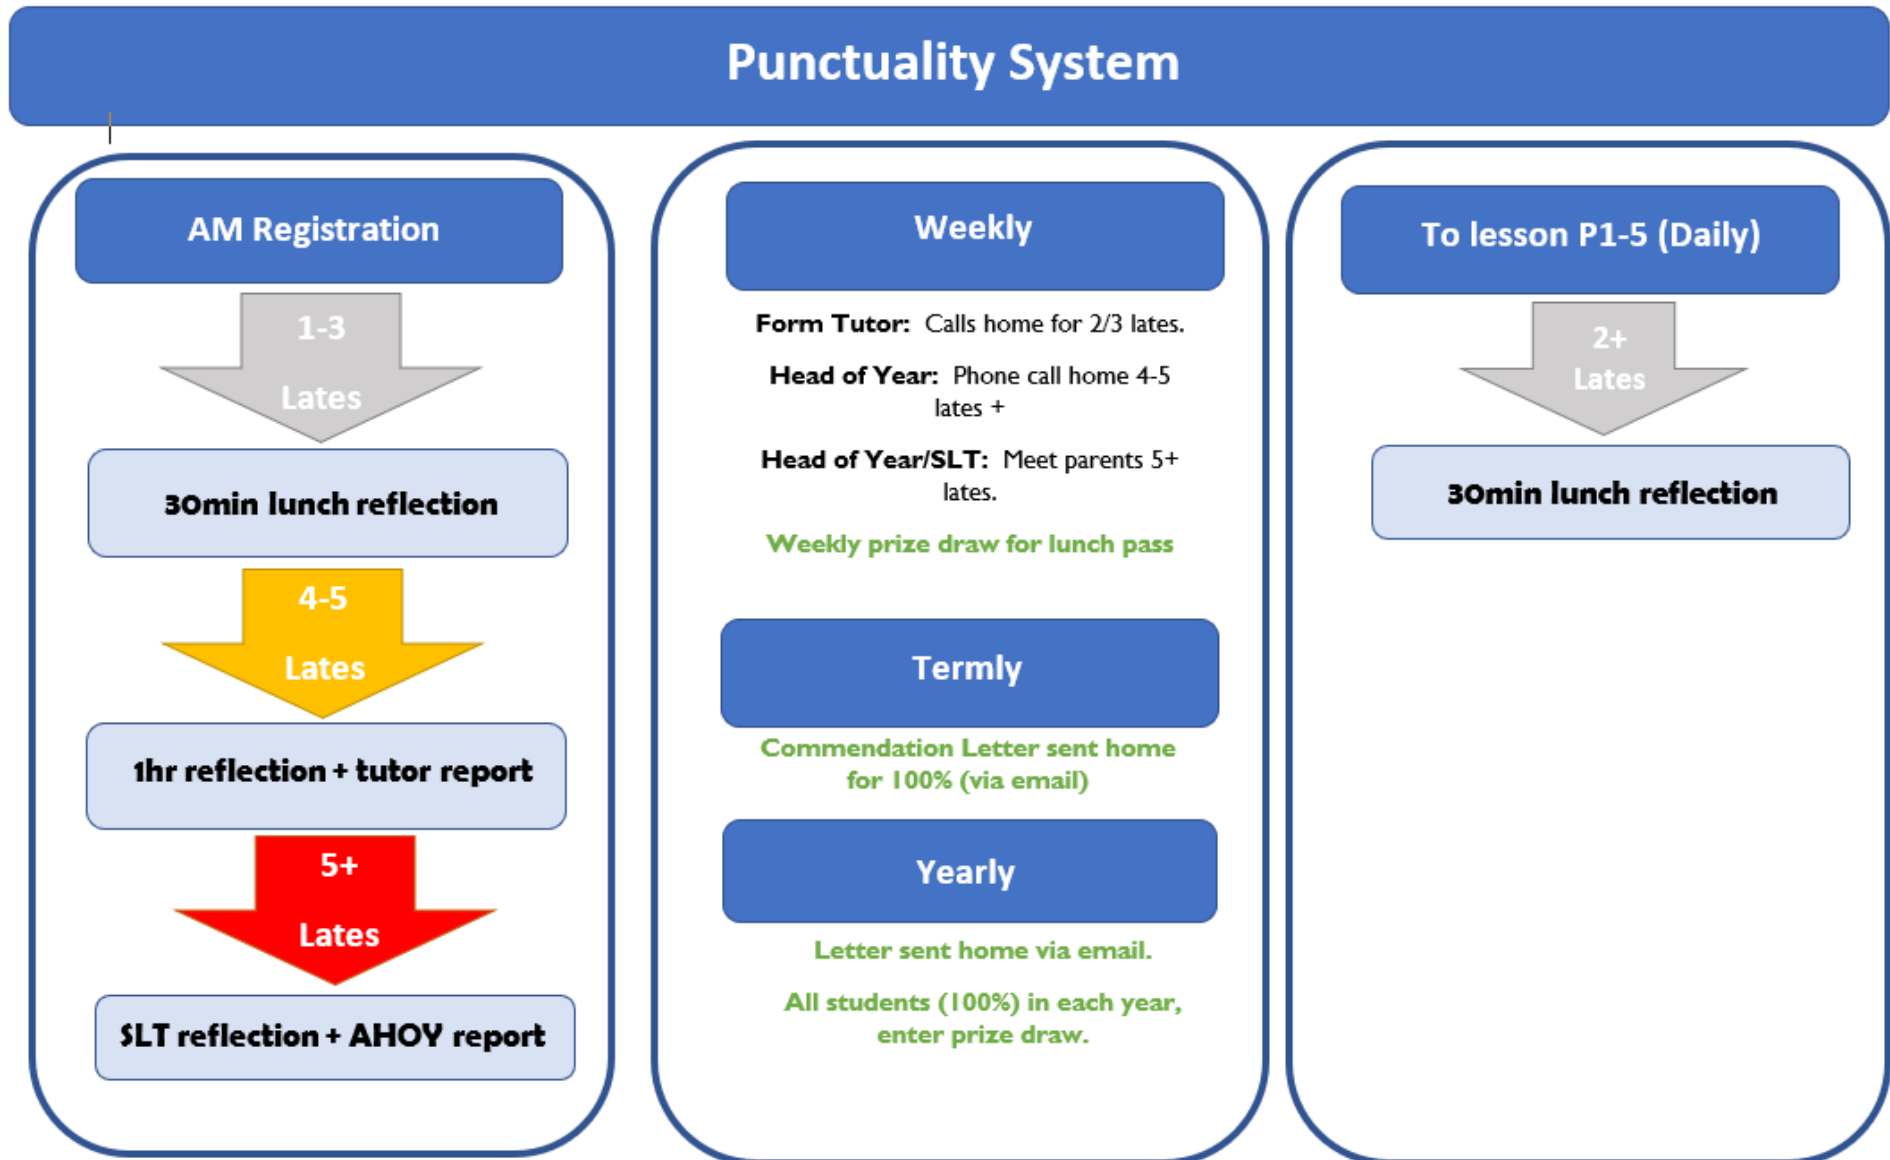 Punctuality System
AM Registration
1-3
Lates
30min lunch reflection
4-5
Lates
1hr reflection + tutor report
5+
Lates
SLT reflection + AHOY report
Weekly
Form Tutor: Calls home for 2/3 lates.
Head of Year: Phone call home 4-5
lates +
Head of Year/SLT: Meet parents 5+
lates.
Weekly prize draw for lunch pass
Termly
Commendation Letter sent home
for 100% (via email)
Yearly
Letter sent home via email.
All students (100%) in each year,
enter prize draw.
To lesson P1-5 (Daily)
2+
Lates
30min lunch reflection